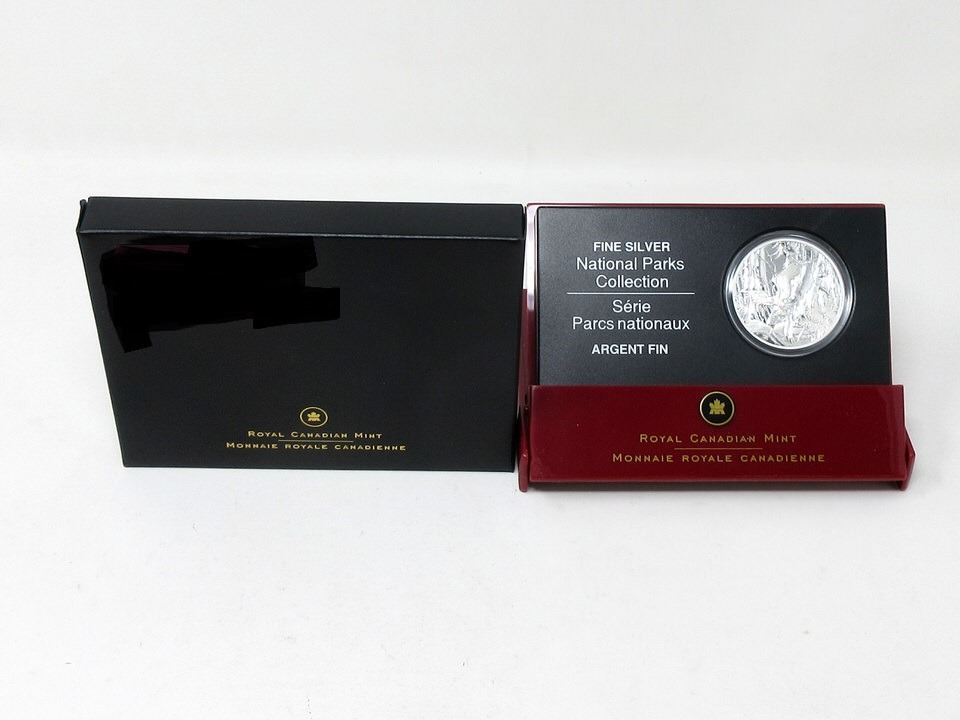 ROYAL CANADIAN MINT
MONNAIE ROYALE CANADIENNE
FINE SILVER
National Parks
Collection
Série
Parcs nationaux
ARGENT FIN
ROYAL CANADIAN MINT
MONNAIE ROYALE CANADIENNE